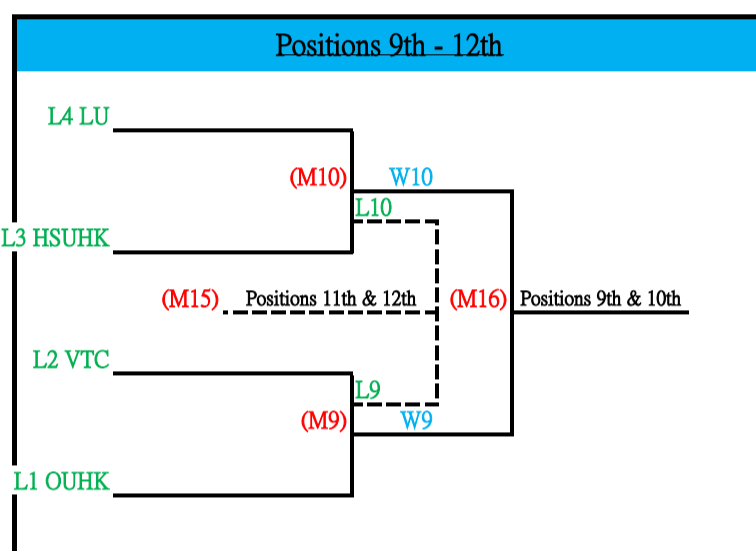 Positions 9th - 12th
L4 LU
(M10)
W10
L10
L3 HSUHK
(M15)
Positions 11th & 12th
(M16)
Positions 9th & 10th
L2 VTC
L9
(M9)
W9
L1 OUHK